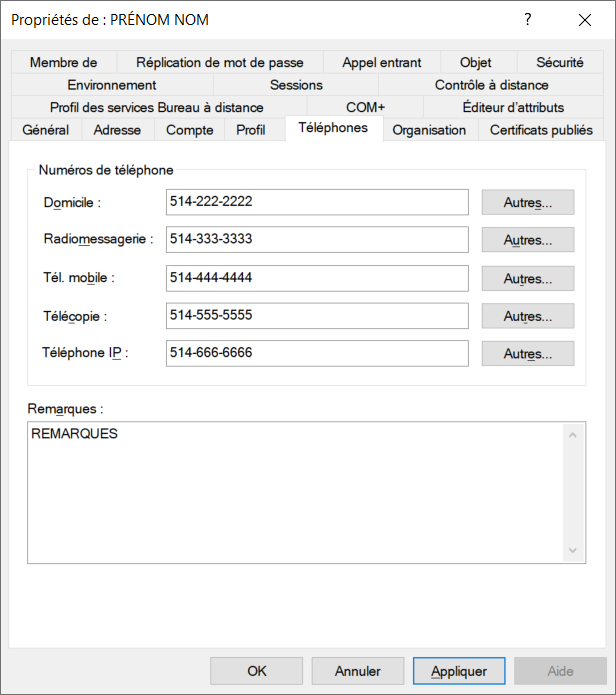 Propriétés de : PRÉNOM NOM ?
Membre de Réplication de mot de passe Appel entrant Objet Sécurité
Environnement Sessions Contrôle à distance
Profil des services Bureau à distance COM+ Éditeur d'attributs
Général Adresse Compte Profil Téléphones Organisation Certificats publiés
Numéros de téléphone
Domicile : 514-222-2222 Autres...
Radiomessagerie : 514-333-3333 Autres...
Tél. mobile : 514-444-4444 Autres...
Télécopie : 514-555-5555 Autres...
Téléphone IP : 514-666-6666 Autres...
Remarques :
REMARQUES
OK Annuler Appliquer Aide